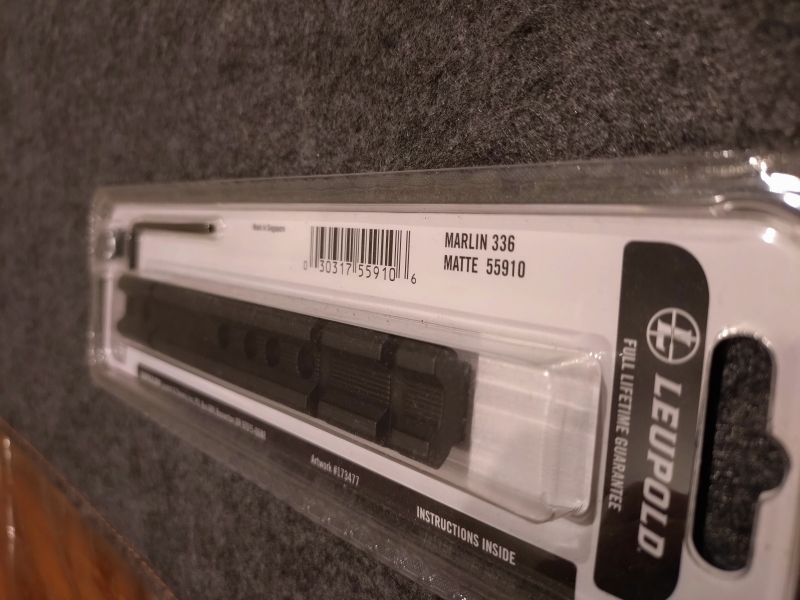 Made in Singapore
0 30317 55910 6
MARLIN 336
MATTE 55910
LEUPOLD
FULL LIFETIME GUARANTEE
Artwork #173477
INSTRUCTIONS INSIDE